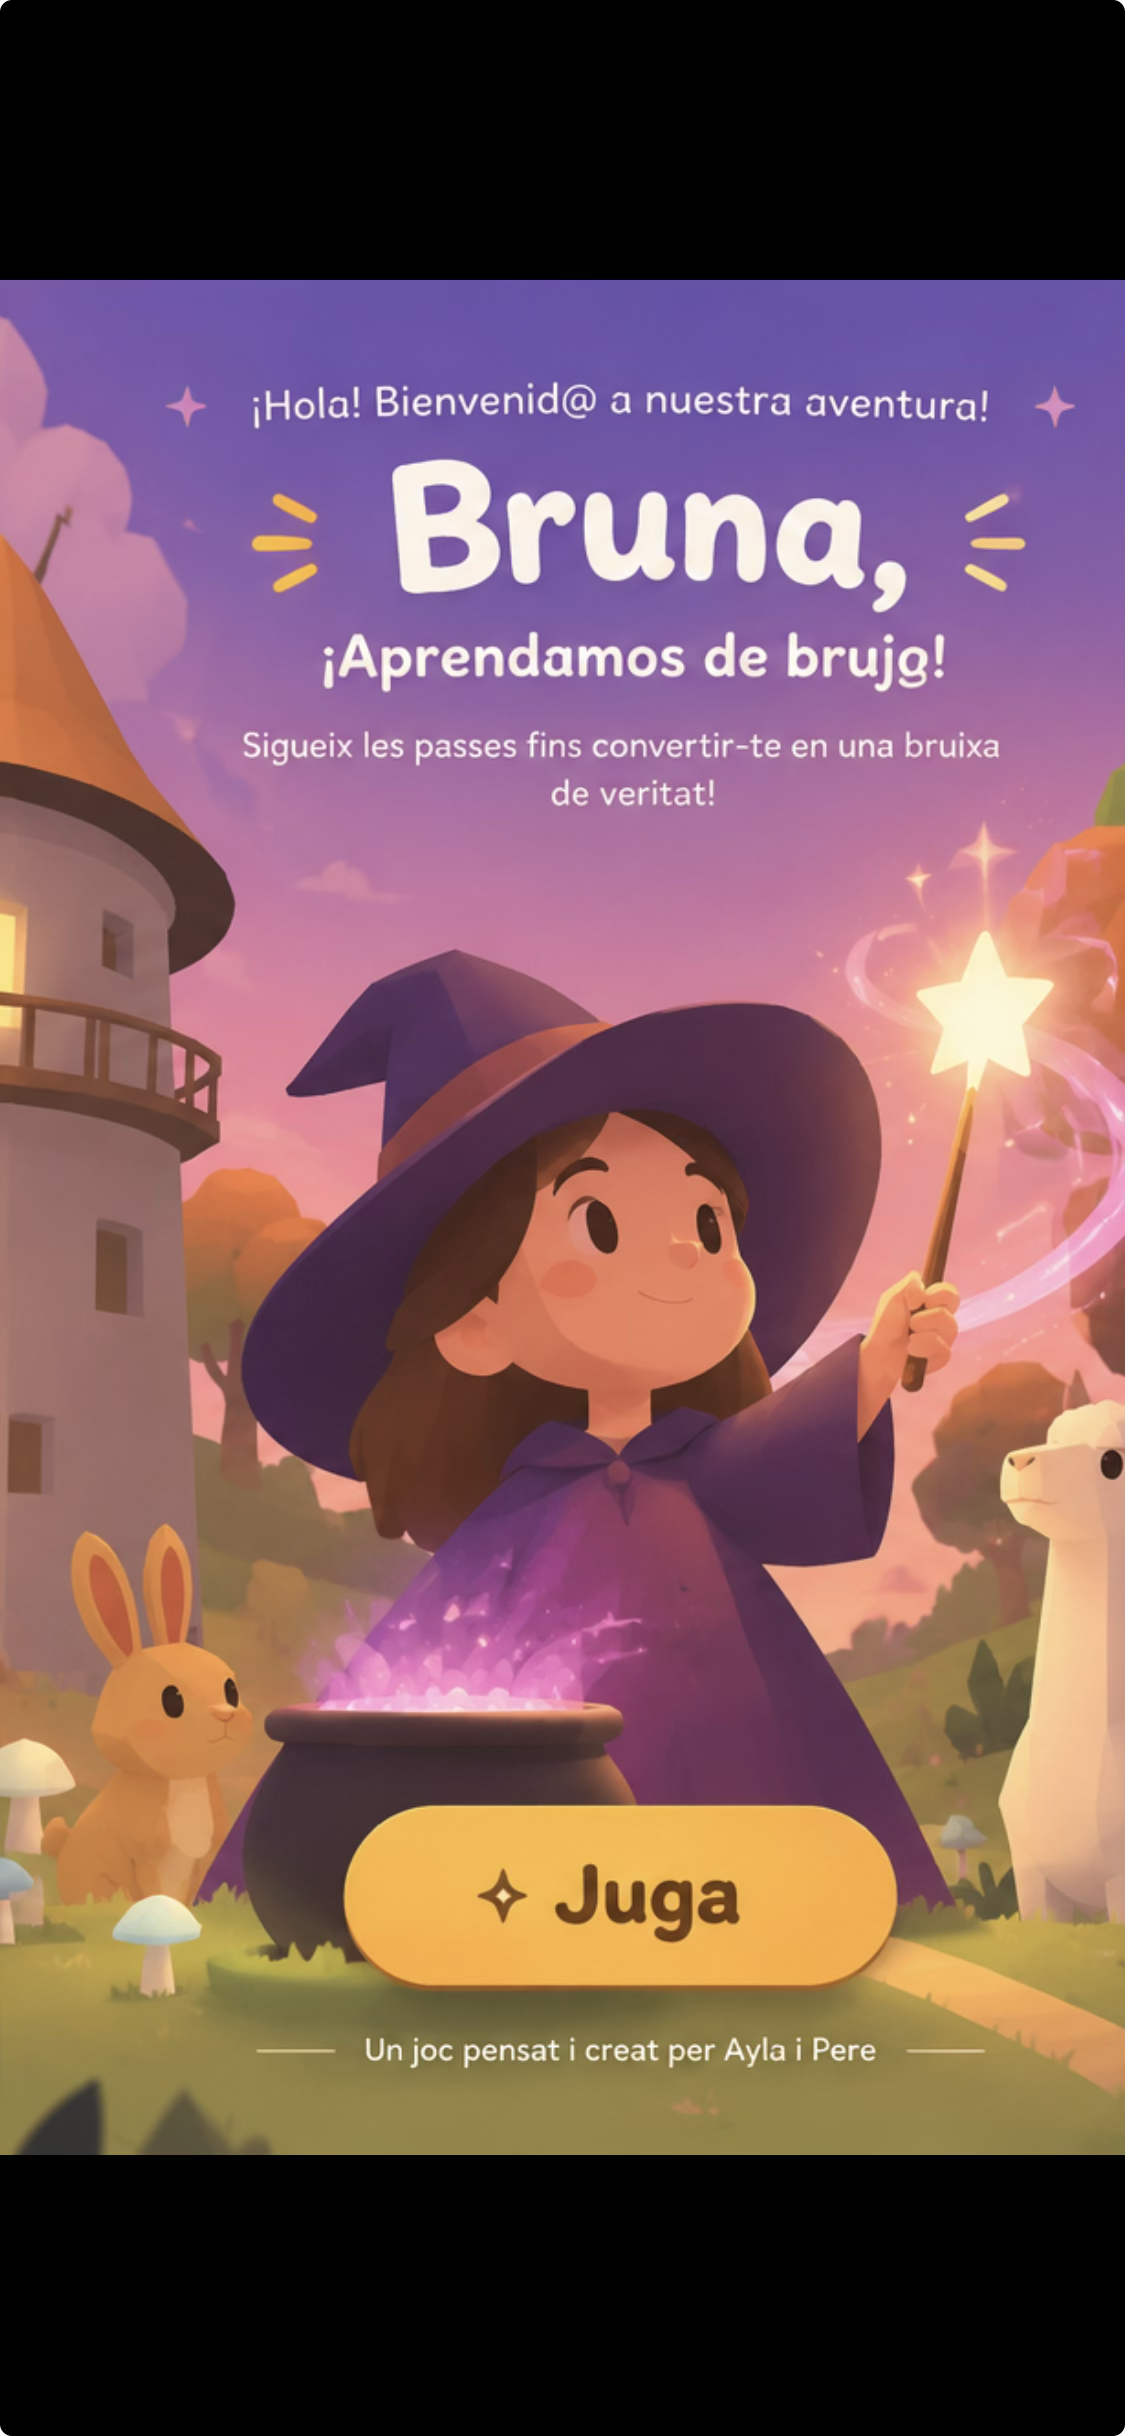 ¡Hola! Bienvenid@ a nuestra aventura!
Bruna,
¡Aprendamos de brujg!
Sigueix les passes fins convertir-te en una bruixa
de veritat!
Juga
Un joc pensat i creat per Ayla i Pere